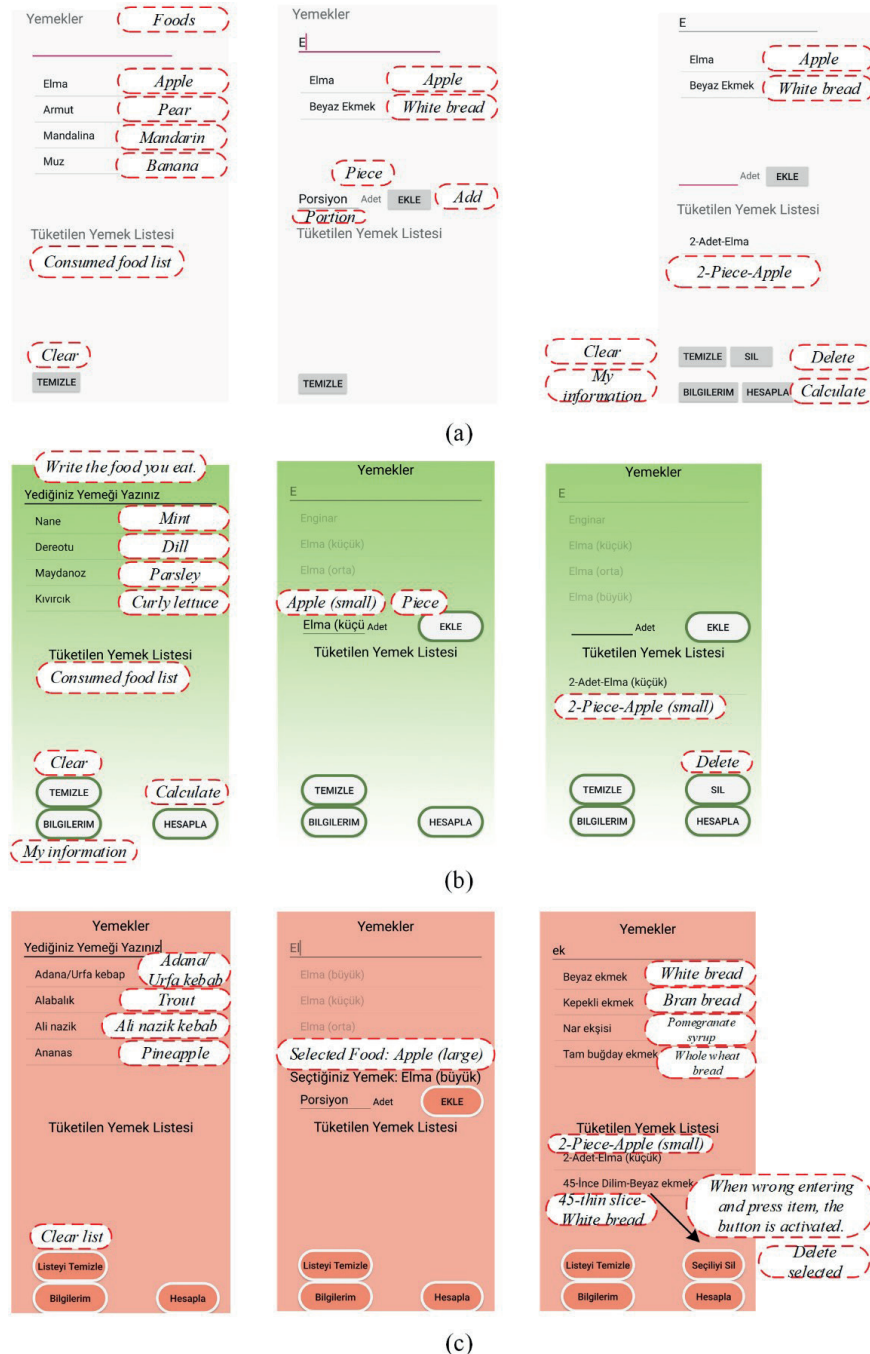 Yemekler Foods
Elma Apple
Armut Pear
Mandalina Mandarin
Muz Banana
Tüketilen Yemek Listesi
Consumed food list
Clear
TEMIZLE
E
Elma Apple
Beyaz Ekmek White bread
Piece
Porsiyon Adet EKLE Add
Portion
Tüketilen Yemek Listesi
TEMIZLE
E
Elma Apple
Beyaz Ekmek White bread
Adet EKLE
Tüketilen Yemek Listesi
2-Adet-Elma
2-Piece-Apple
Clear TEMIZLE SIL Delete
My information BILGILERIM HESAPLA Calculate
(a)
Write the food you eat.
Yediğiniz Yemeği Yazınız
Nane Mint
Dereotu Dill
Maydanoz Parsley
Kıvırcık Curly lettuce
Tüketilen Yemek Listesi
Consumed food list
Clear
TEMIZLE Calculate
BILGILERIM HESAPLA
My information
Yemekler
E
Enginar
Elma (küçük)
Elma (orta)
Apple (small) Piece
Elma (küçü Adet EKLE
Tüketilen Yemek Listesi
TEMIZLE
BILGILERIM HESAPLA
Yemekler
E
Enginar
Elma (küçük)
Elma (orta)
Elma (büyük)
Adet EKLE
Tüketilen Yemek Listesi
2-Adet-Elma (küçük)
2-Piece-Apple (small)
Delete
TEMIZLE SIL
BILGILERIM HESAPLA
(b)
Yemekler
Yediğiniz Yemeği Yazınız
Adana/Urfa kebap Adana/
Urfa kebab
Alabalık Trout
Ali nazik Ali nazik kebab
Ananas Pineapple
Tüketilen Yemek Listesi
Clear list
Listeyi Temizle
Bilgilerim Hesapla
Yemekler
El
Elma (büyük)
Elma (küçük)
Elma (orta)
Selected Food: Apple (large)
Seçtiğiniz Yemek: Elma (büyük)
Porsiyon Adet EKLE
Tüketilen Yemek Listesi
Listeyi Temizle
Bilgilerim Hesapla
Yemekler
ek
Beyaz ekmek White bread
Kepekli ekmek Bran bread
Nar ekşisi Pomegranate
syrup
Tam buğday ekmek Whole wheat
bread
Tüketilen Yemek Listesi
2-Piece-Apple (small)
2-Adet-Elma (küçük)
45-İnce Dilim-Beyaz ekmek
45-thin slice-
White bread
When wrong entering
and press item, the
button is activated.
Listeyi Temizle Seçiliyi Sil Delete
selected
Bilgilerim Hesapla
(c)